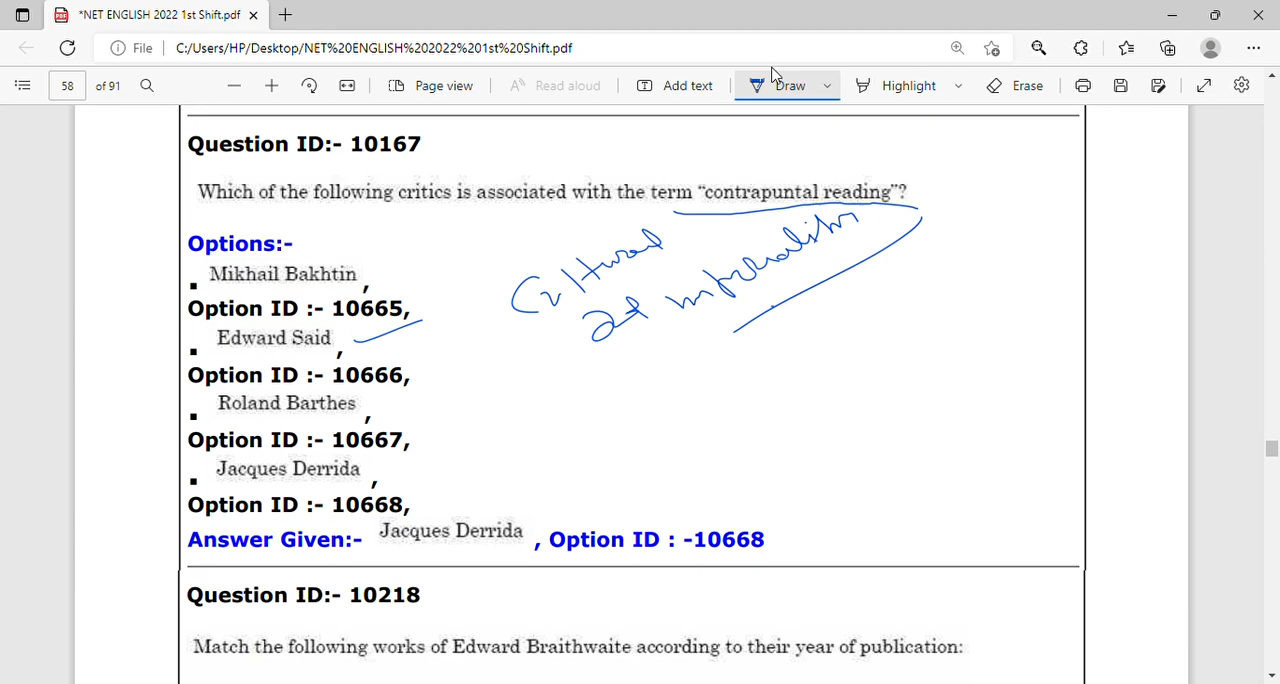 *NET ENGLISH 2022 1st Shift.pdf
File C:/Users/HP/Desktop/NET%20ENGLISH%202022%201st%20Shift.pdf
58 of 91 Page view Read aloud Add text Draw Highlight Erase
Question ID:- 10167
Which of the following critics is associated with the term “contrapuntal reading”?
Options:-
Mikhail Bakhtin,
Option ID :- 10665,
Edward Said,
Option ID :- 10666,
Roland Barthes,
Option ID :- 10667,
Jacques Derrida,
Option ID :- 10668,
Answer Given:- Jacques Derrida, Option ID : -10668
Cultural
imperialism
Question ID:- 10218
Match the following works of Edward Braithwaite according to their year of publication: